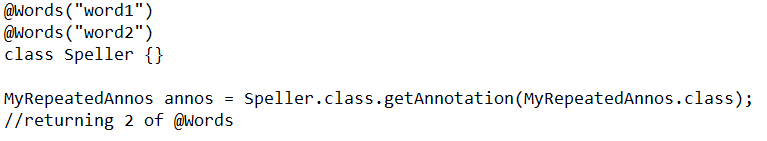 @Words("word1")
@Words("word2")
class Speller {}
MyRepeatedAnnos annos = Speller.class.getAnnotation(MyRepeatedAnnos.class);
//returning 2 of @Words